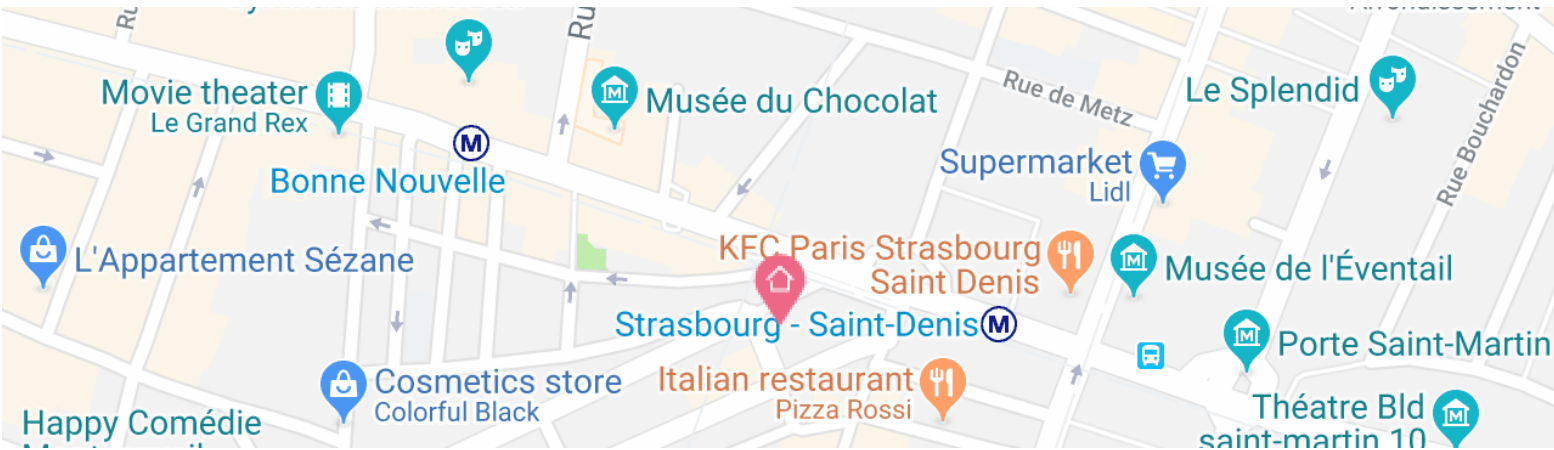 Ru
Movie theater
Le Grand Rex
Musée du Chocolat
Rue de Metz
Le Splendid
Rue Bouchardon
Bonne Nouvelle
M
Supermarket
Lidl
L'Appartement Sézane
KFC Paris Strasbourg
Saint Denis
Musée de l'Éventail
Strasbourg - Saint-Denis
M
Porte Saint-Martin
Cosmetics store
Colorful Black
Italian restaurant
Pizza Rossi
Happy Comédie
Théatre Bld
saint-martin 10